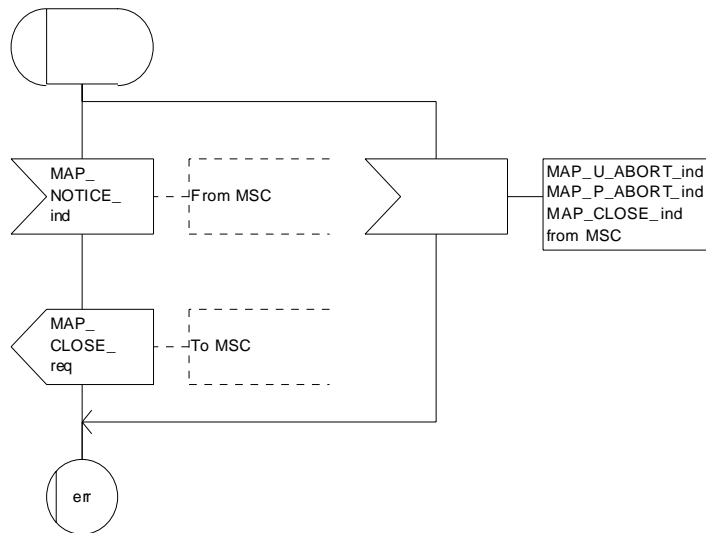 MAP_
NOTICE_
ind
From MSC
MAP_U_ABORT_ind
MAP_P_ABORT_ind
MAP_CLOSE_ind
from MSC
MAP_
CLOSE_
req
To MSC
err